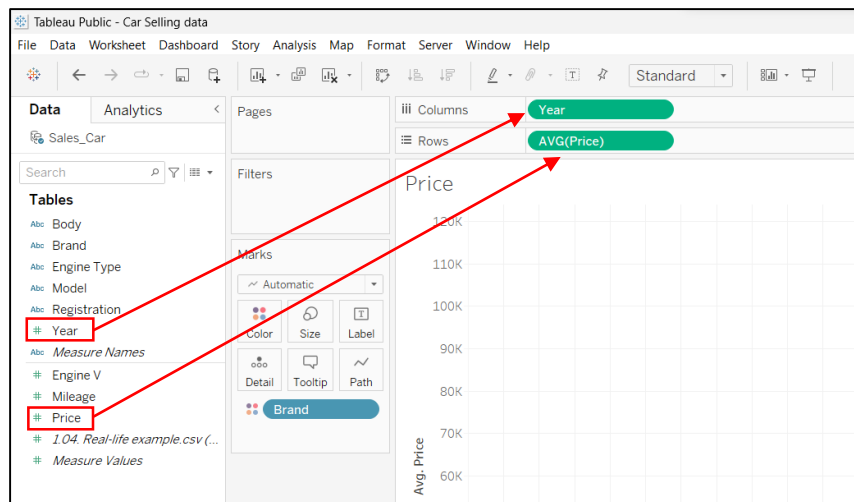 Tableau Public - Car Selling data
File Data Worksheet Dashboard Story Analysis Map Format Server Window Help
Standard
Data Analytics
Sales_Car
Search
Tables
Abc Body
Abc Brand
Abc Engine Type
Abc Model
Abc Registration
# Year
Abc Measure Names
# Engine V
# Mileage
# Price
# 1.04. Real-life example.csv (...
# Measure Values
Pages
Filters
Marks
Automatic
Color Size Label
Detail Tooltip Path
Brand
Columns Year
Rows AVG(Price)
Price
120K
110K
100K
90K
80K
70K
60K
Avg. Price